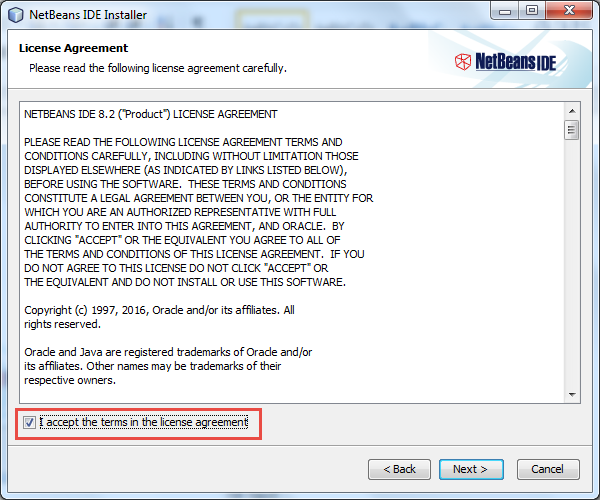 NetBeans IDE Installer
License Agreement
Please read the following license agreement carefully.
NetBeans IDE
NETBEANS IDE 8.2 ("Product") LICENSE AGREEMENT
PLEASE READ THE FOLLOWING LICENSE AGREEMENT TERMS AND
CONDITIONS CAREFULLY, INCLUDING WITHOUT LIMITATION THOSE
DISPLAYED ELSEWHERE (AS INDICATED BY LINKS LISTED BELOW),
BEFORE USING THE SOFTWARE.  THESE TERMS AND CONDITIONS
CONSTITUTE A LEGAL AGREEMENT BETWEEN YOU, OR THE ENTITY FOR
WHICH YOU ARE AN AUTHORIZED REPRESENTATIVE WITH FULL
AUTHORITY TO ENTER INTO THIS AGREEMENT, AND ORACLE.  BY
CLICKING "ACCEPT" OR THE EQUIVALENT YOU AGREE TO ALL OF
THE TERMS AND CONDITIONS OF THIS LICENSE AGREEMENT.  IF YOU
DO NOT AGREE TO THIS LICENSE DO NOT CLICK "ACCEPT" OR
THE EQUIVALENT AND DO NOT INSTALL OR USE THIS SOFTWARE.
Copyright (c) 1997, 2016, Oracle and/or its affiliates. All
rights reserved.
Oracle and Java are registered trademarks of Oracle and/or
its affiliates. Other names may be trademarks of their
respective owners.
I accept the terms in the license agreement
< Back
Next >
Cancel